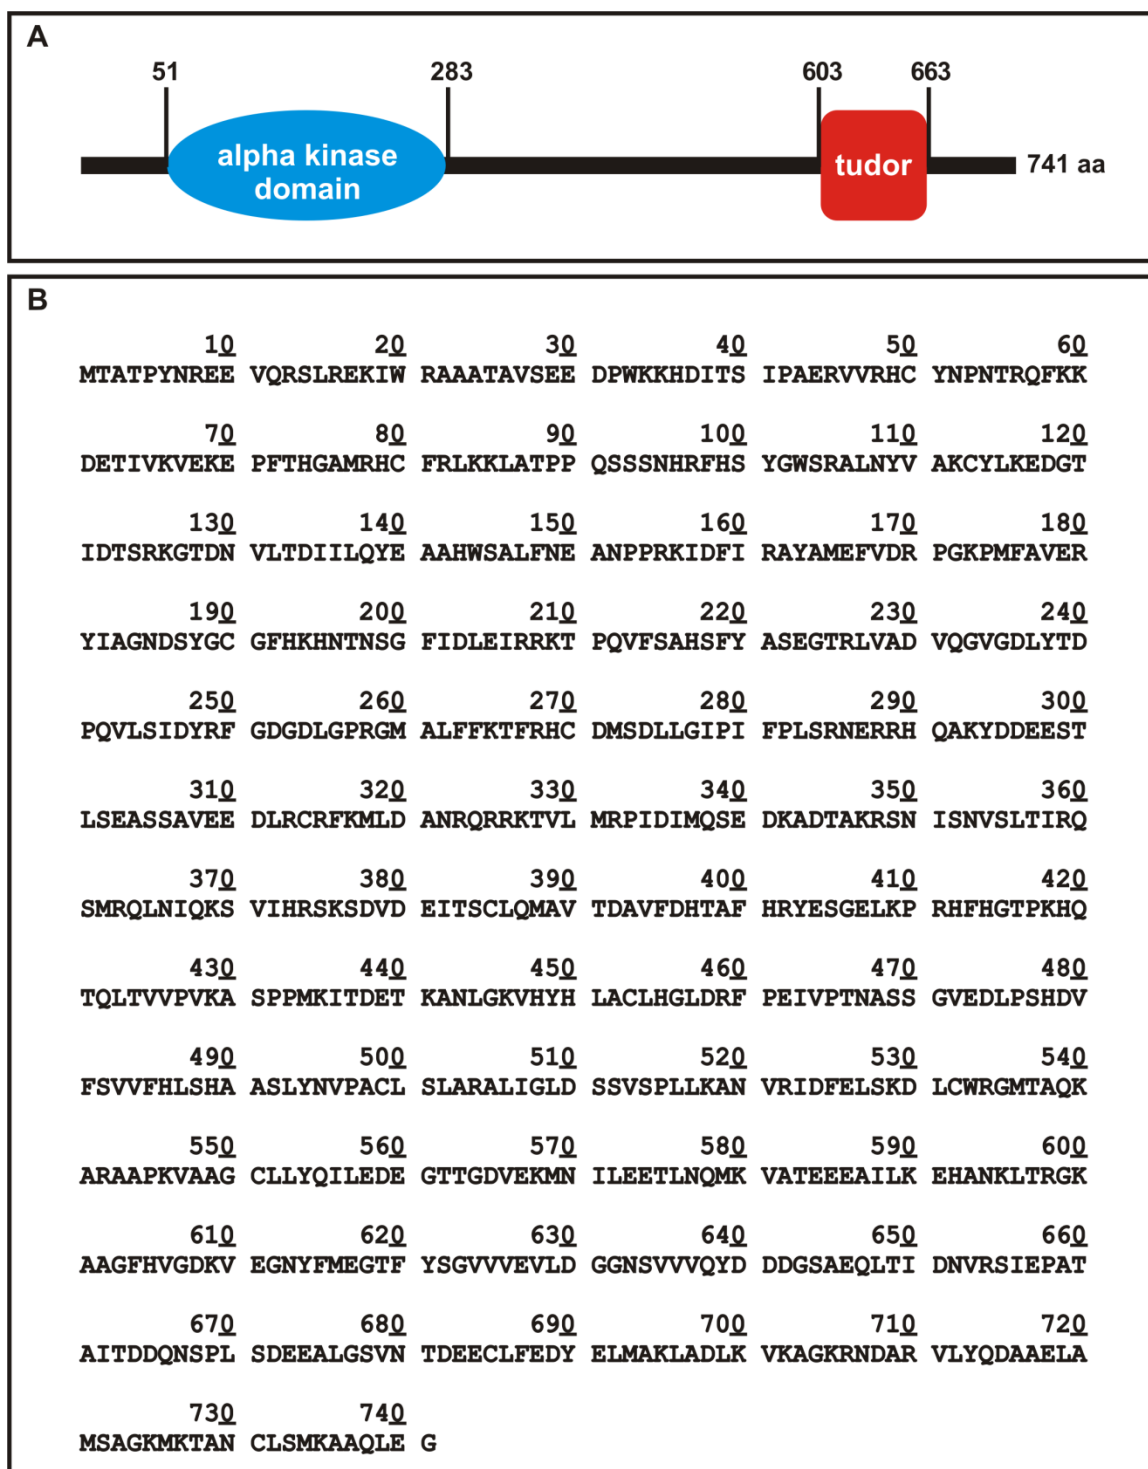 A
51 283 603 663
alpha kinase
domain
tudor
741 aa
B
10 20 30 40 50 60
MTATPYNREE VQRSLREKIW RAAATAVSEE DPWKKHDITS IPAERVVRHC YNPNTRQFKK
70 80 90 100 110 120
DETIVKVEKE PFTHGAMRHC FRLKKLATPP QSSSNHRFHS YGWSRALNYV AKCYLKEDGT
130 140 150 160 170 180
IDTSRKGTDN VLTDIILQYE AAHWSALFNE ANPPRKIDFI RAYAMEFVDR PGKPMFAVER
190 200 210 220 230 240
YIAGNDSYGC GFHKHNTNSG FIDLEIRRKT PQVFSAHSFY ASEGTRLVAD VQGVGDLYTD
250 260 270 280 290 300
PQVLSIDYRF GDGDLGPRGM ALFFKTFRHC DMSDLLGIPI FPLSRNERRH QAKYDDEEST
310 320 330 340 350 360
LSEASSAVEE DLRCRFKMLD ANRQRRKTVL MRPIDIMQSE DKADTAKRSN ISNVSLTIRQ
370 380 390 400 410 420
SMRQLNIQKS VIHRSKSDVD EITSCLQMAV TDAVFDHTAF HRYESGELKP RHFHGTPKHQ
430 440 450 460 470 480
TQLTVVPVKA SPPMKITDET KANLGKVHYH LACLHGLDRF PEIVPTNASS GVEDLPSHDV
490 500 510 520 530 540
FSVVFHLSHA ASLYNVPACL SLARALIGLD SSVSPLLKAN VRIDFELSKD LCWRGMTAQK
550 560 570 580 590 600
ARAAPKVAAG CLLYQILEDE GTTGDVEKMN ILEETLNQMK VATEEEAILK EHANKLTRGK
610 620 630 640 650 660
AAGFHVGDKV EGNYFMEGTF YSGVVVEVLD GGNSVVVQYD DDGSAEQLTI DNVRSIEPAT
670 680 690 700 710 720
AITDDQNSPL SDEEALGSVN TDEECLFEDY ELMAKLADLK VKAGKRNDAR VLYQDAAELA
730 740
MSAGKMKTAN CLSMKAAQLE G